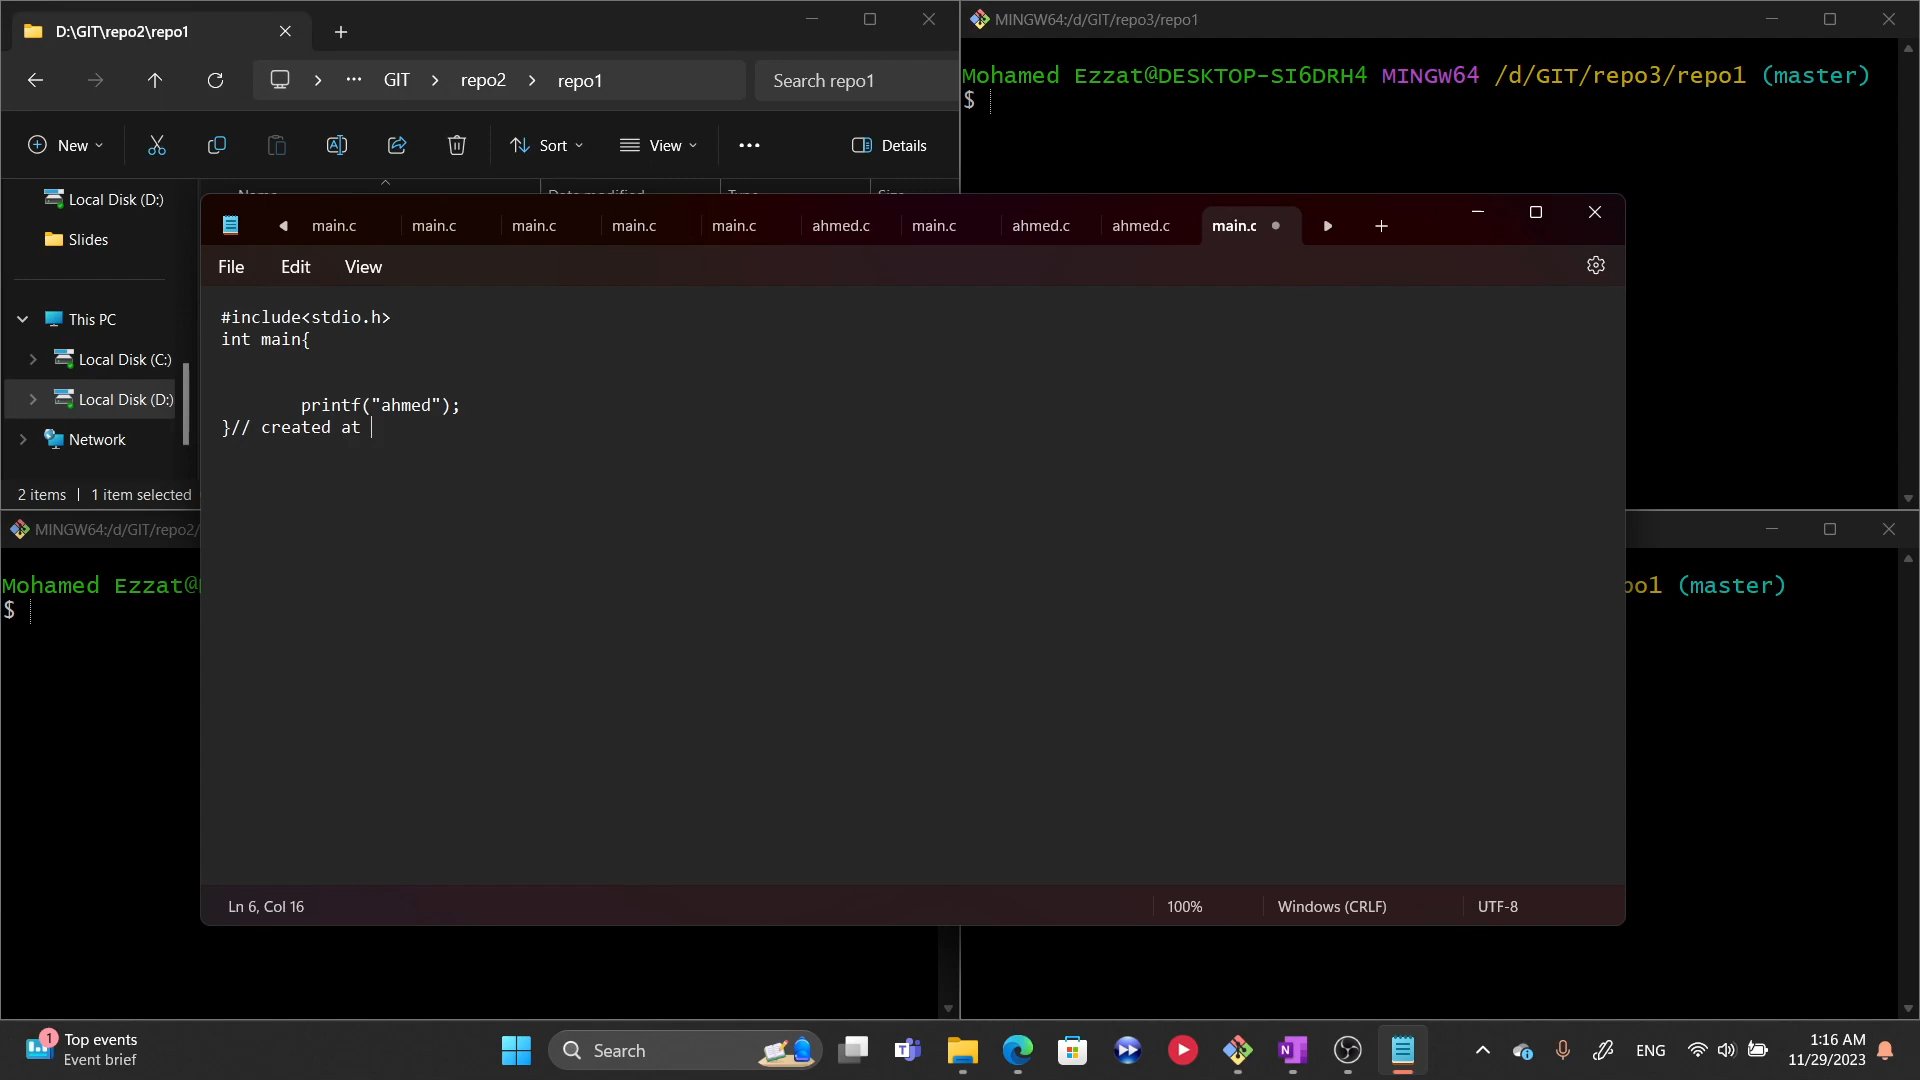 D:\GIT\repo2\repo1
GIT
repo2
repo1
Search repo1
New
Sort
View
Details
Local Disk (D:)
Slides
This PC
Local Disk (C:)
Local Disk (D:)
Network
2 items
1 item selected
MINGW64:/d/GIT/repo3/repo1
Mohamed Ezzat@DESKTOP-SI6DRH4 MINGW64 /d/GIT/repo3/repo1 (master)
$
main.c
main.c
main.c
main.c
main.c
ahmed.c
main.c
ahmed.c
ahmed.c
main.c
File
Edit
View
#include<stdio.h>
int main{
printf("ahmed");
}// created at
Ln 6, Col 16
100%
Windows (CRLF)
UTF-8
MINGW64:/d/GIT/repo2/
Mohamed Ezzat@
$
po1 (master)
1
Top events
Event brief
Search
ENG
1:16 AM
11/29/2023